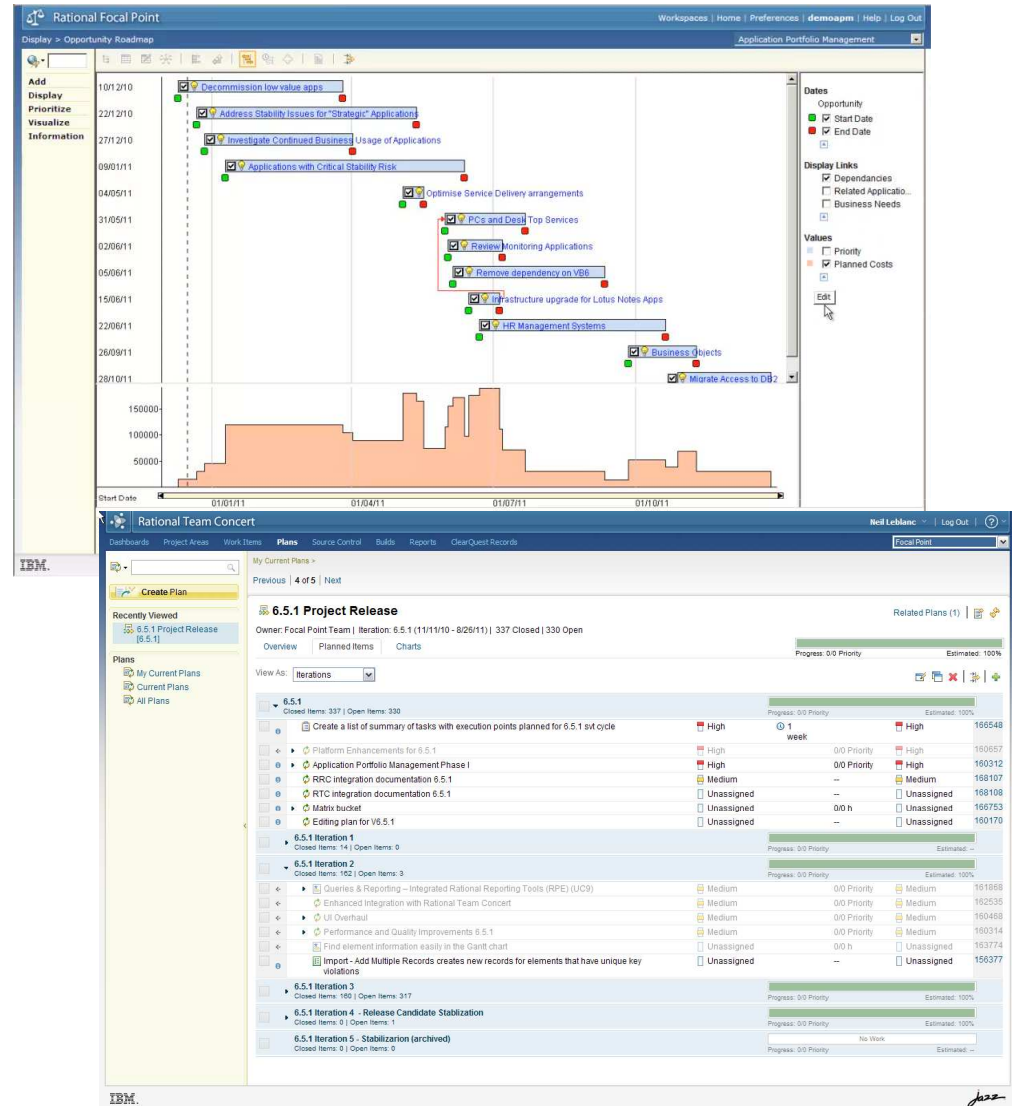 Rational Focal Point
Workspaces | Home | Preferences | demoapm | Help | Log Out
Display > Opportunity Roadmap
Application Portfolio Management
Add
Display
Prioritize
Visualize
Information
10/12/10
Decommission low value apps
22/12/10
Address Stability Issues for "Strategic" Applications
27/12/10
Investigate Continued Business Usage of Applications
09/01/11
Applications with Critical Stability Risk
04/05/11
Optimise Service Delivery arrangements
31/05/11
PCs and Desk Top Services
02/06/11
Review Monitoring Applications
05/06/11
Remove dependency on VB6
15/06/11
Infrastructure upgrade for Lotus Notes Apps
22/06/11
HR Management Systems
26/09/11
Business Objects
28/10/11
Migrate Access to DB2
150000
100000
50000
Start Date
01/01/11
01/04/11
01/07/11
01/10/11
Dates
Opportunity
Start Date
End Date
Display Links
Dependancies
Related Applicatio...
Business Needs
Values
Priority
Planned Costs
Edit
IBM.
Rational Team Concert
Neil Leblanc | Log Out | ?
Dashboards Project Areas Work Items Plans Source Control Builds Reports ClearQuest Records
Focal Point
Create Plan
Recently Viewed
6.5.1 Project Release
[6.5.1]
Plans
My Current Plans
Current Plans
All Plans
My Current Plans >
Previous | 4 of 5 | Next
6.5.1 Project Release
Related Plans (1)
Owner: Focal Point Team | Iteration: 6.5.1 (11/11/10 - 8/26/11) | 337 Closed | 330 Open
Overview Planned Items Charts
Progress: 0/0 Priority Estimated: 100%
View As: Iterations
6.5.1
Closed Items: 337 | Open Items: 330
Progress: 0/0 Priority Estimated: 100%
Create a list of summary of tasks with execution points planned for 6.5.1 svt cycle High 1 week High 166548
Platform Enhancements for 6.5.1 High 0/0 Priority High 160657
Application Portfolio Management Phase I High 0/0 Priority High 160312
RRC integration documentation 6.5.1 Medium -- Medium 168107
RTC integration documentation 6.5.1 Unassigned -- Unassigned 168108
Matrix bucket Unassigned 0/0 h Unassigned 166753
Editing plan for V6.5.1 Unassigned -- Unassigned 160170
6.5.1 Iteration 1
Closed Items: 14 | Open Items: 0
Progress: 0/0 Priority Estimated: --
6.5.1 Iteration 2
Closed Items: 162 | Open Items: 3
Progress: 0/0 Priority Estimated: 100%
Queries & Reporting – Integrated Rational Reporting Tools (RPE) (UC9) Medium 0/0 Priority Medium 161868
Enhanced Integration with Rational Team Concert Medium 0/0 Priority Medium 162535
UI Overhaul Medium 0/0 Priority Medium 160468
Performance and Quality Improvements 6.5.1 Medium 0/0 Priority Medium 160314
Find element information easily in the Gantt chart Unassigned 0/0 h Unassigned 163774
Import - Add Multiple Records creates new records for elements that have unique key violations Unassigned -- Unassigned 156377
6.5.1 Iteration 3
Closed Items: 160 | Open Items: 317
Progress: 0/0 Priority Estimated: 100%
6.5.1 Iteration 4 - Release Candidate Stablization
Closed Items: 0 | Open Items: 1
Progress: 0/0 Priority Estimated: 100%
6.5.1 Iteration 5 - Stabilizarion (archived)
Closed Items: 0 | Open Items: 0
No Work
Progress: 0/0 Priority Estimated: --
IBM.
jazz